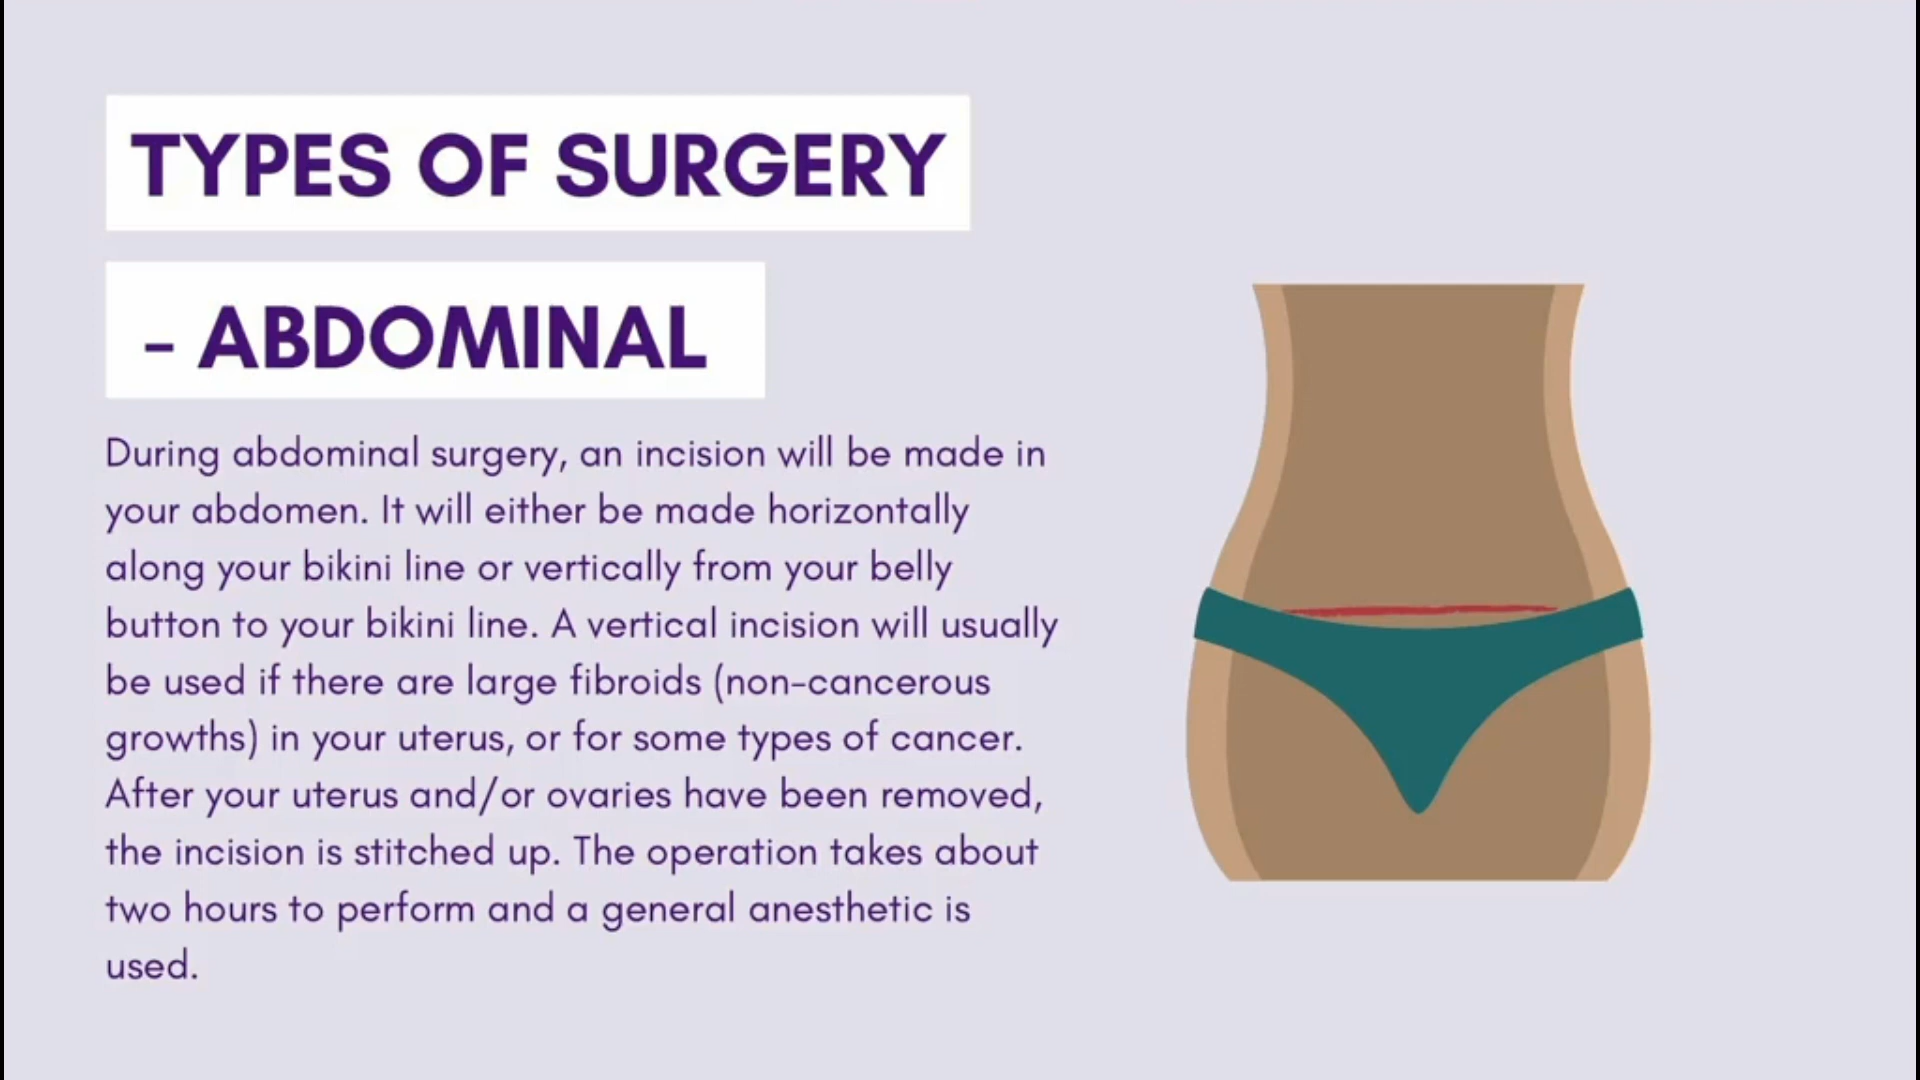 TYPES OF SURGERY
- ABDOMINAL
During abdominal surgery, an incision will be made in
your abdomen. It will either be made horizontally
along your bikini line or vertically from your belly
button to your bikini line. A vertical incision will usually
be used if there are large fibroids (non-cancerous
growths) in your uterus, or for some types of cancer.
After your uterus and/or ovaries have been removed,
the incision is stitched up. The operation takes about
two hours to perform and a general anesthetic is
used.